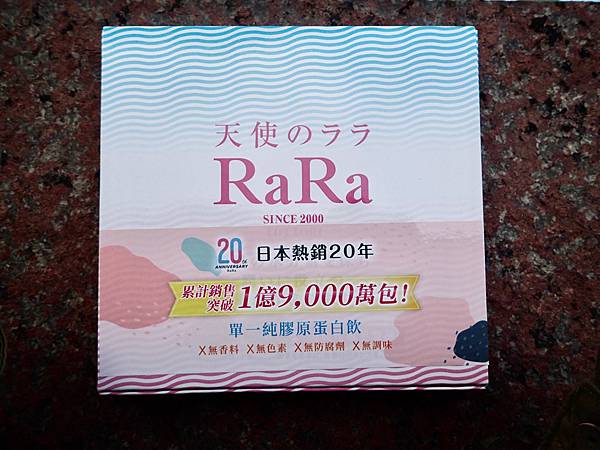 天使のララ
RaRa
SINCE 2000
20th
ANNIVERSARY
RaRa
日本熱銷20年
累計銷售
突破 1億9,000萬包!
單一純膠原蛋白飲
X無香料 X無色素 X無防腐劑 X無調味